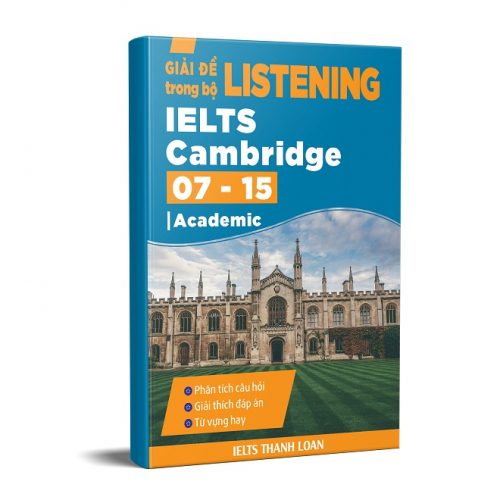 GIẢI ĐỀ
trong bộ LISTENING
IELTS
Cambridge
07 - 15
Academic
Phân tích câu hỏi
Giải thích đáp án
Từ vựng hay
IELTS THANH LOAN